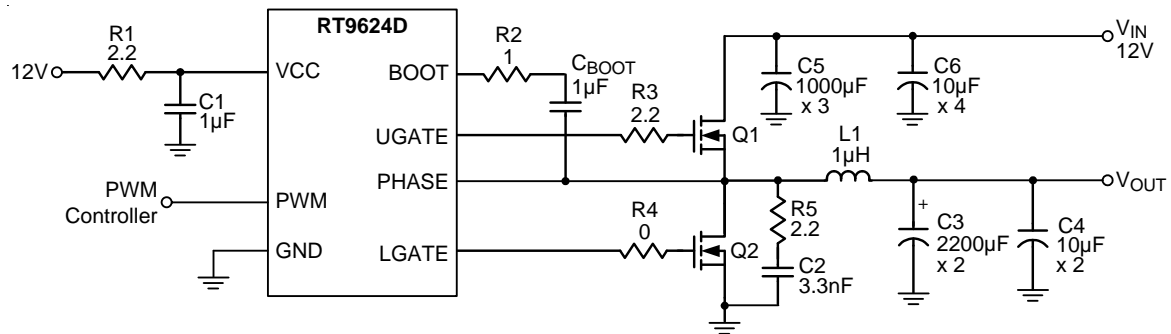 RT9624D
R1
2.2
12V
VCC
C1
1µF
BOOT
R2
1
CBOOT
1µF
R3
2.2
UGATE
Q1
VIN
12V
C5
1000µF
x 3
C6
10µF
x 4
L1
1µH
PHASE
VOUT
PWM
Controller
PWM
GND
LGATE
R4
0
Q2
R5
2.2
C2
3.3nF
+
C3
2200µF
x 2
C4
10µF
x 2